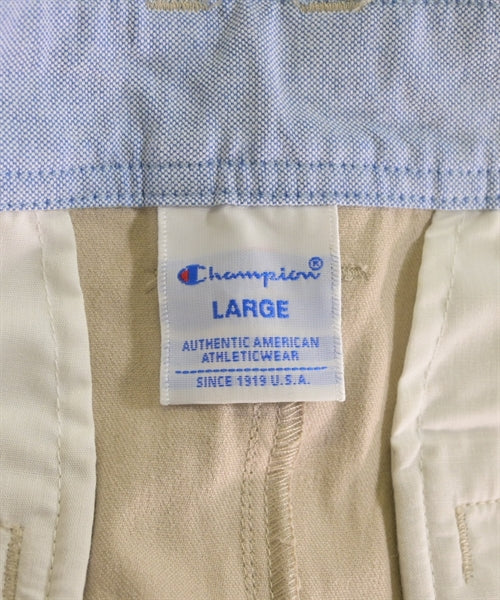 Champion®
LARGE
AUTHENTIC AMERICAN
ATHLETICWEAR
SINCE 1919 U.S.A.